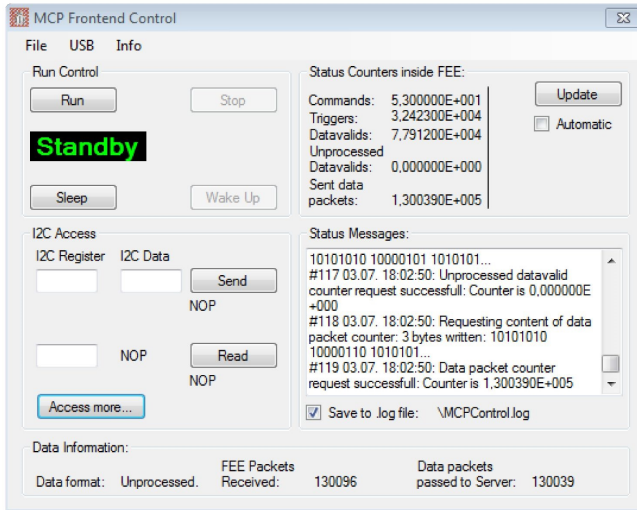 MCP Frontend Control
File USB Info
Run Control
Run Stop
Standby
Sleep Wake Up
Status Counters inside FEE:
Commands: 5,300000E+001
Triggers: 3,242300E+004
Datavalids: 7,791200E+004
Unprocessed
Datavalids: 0,000000E+000
Sent data
packets: 1,300390E+005
Update
Automatic
I2C Access
I2C Register I2C Data
Send
NOP
NOP Read
NOP
Access more...
Status Messages:
10101010 10000101 1010101...
#117 03.07. 18:02:50: Unprocessed datavalid
counter request successful: Counter is 0,000000E
+000
#118 03.07. 18:02:50: Requesting content of data
packet counter: 3 bytes written: 10101010
10000110 1010101...
#119 03.07. 18:02:50: Data packet counter
request successful: Counter is 1,300390E+005
Save to .log file: \MCPControl.log
Data Information:
Data format: Unprocessed.
FEE Packets
Received: 130096
Data packets
passed to Server: 130039